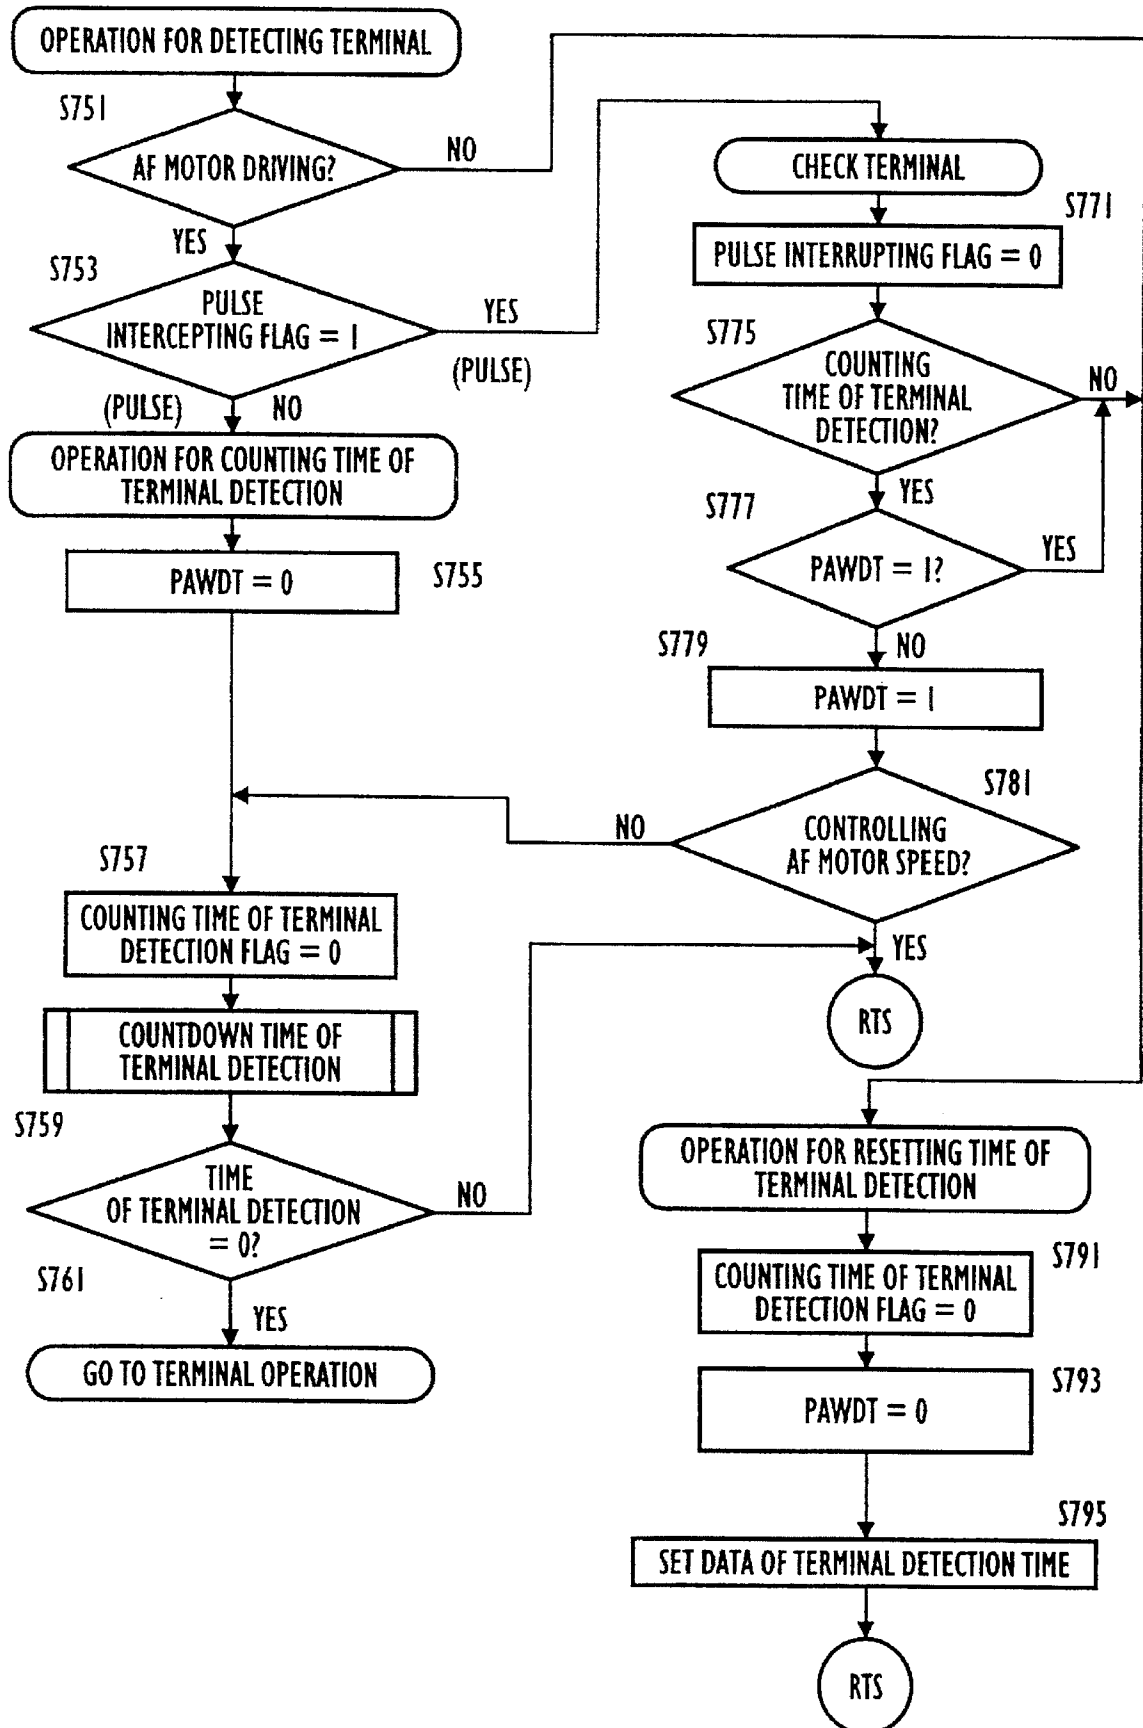 OPERATION FOR DETECTING TERMINAL
S751
AF MOTOR DRIVING?
NO
YES
S753
PULSE
INTERCEPTING FLAG = 1
YES
(PULSE)
(PULSE)
NO
OPERATION FOR COUNTING TIME OF
TERMINAL DETECTION
PAWDT = 0
S755
S757
COUNTING TIME OF TERMINAL
DETECTION FLAG = 0
COUNTDOWN TIME OF
TERMINAL DETECTION
S759
TIME
OF TERMINAL DETECTION
= 0?
NO
S761
YES
GO TO TERMINAL OPERATION
CHECK TERMINAL
S771
PULSE INTERRUPTING FLAG = 0
S775
COUNTING
TIME OF TERMINAL
DETECTION?
NO
YES
S777
PAWDT = 1?
YES
S779
NO
PAWDT = 1
S781
CONTROLLING
AF MOTOR SPEED?
NO
YES
RTS
OPERATION FOR RESETTING TIME OF
TERMINAL DETECTION
S791
COUNTING TIME OF TERMINAL
DETECTION FLAG = 0
S793
PAWDT = 0
S795
SET DATA OF TERMINAL DETECTION TIME
RTS